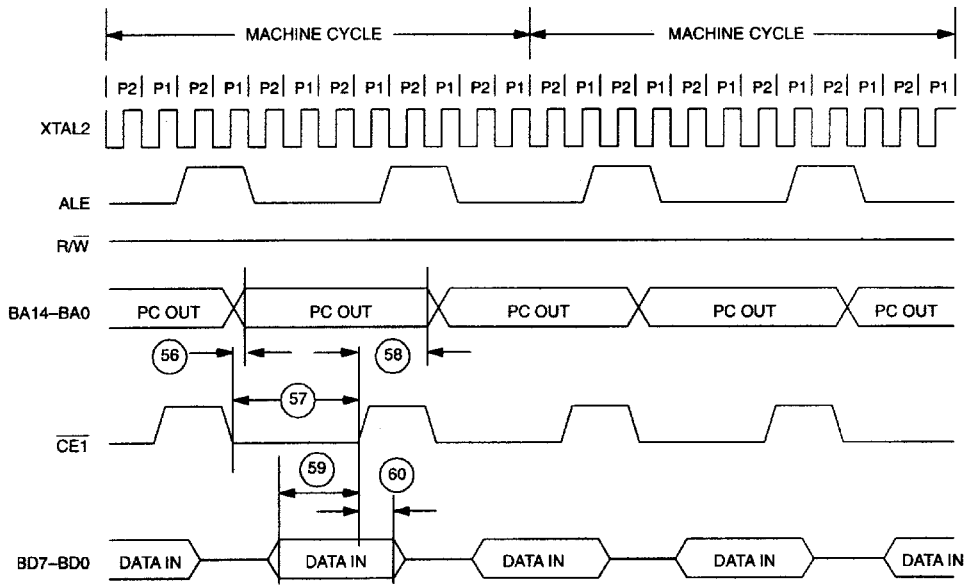 MACHINE CYCLE MACHINE CYCLE
P2 P1 P2 P1 P2 P1 P2 P1 P2 P1 P2 P1 P2 P1 P2 P1 P2 P1 P2 P1 P2 P1 P2 P1
XTAL2
ALE
R/W̅
BA14–BA0 PC OUT PC OUT PC OUT PC OUT PC OUT
56 58
57
C̅E̅1̅
59 60
BD7–BD0 DATA IN DATA IN DATA IN DATA IN DATA IN